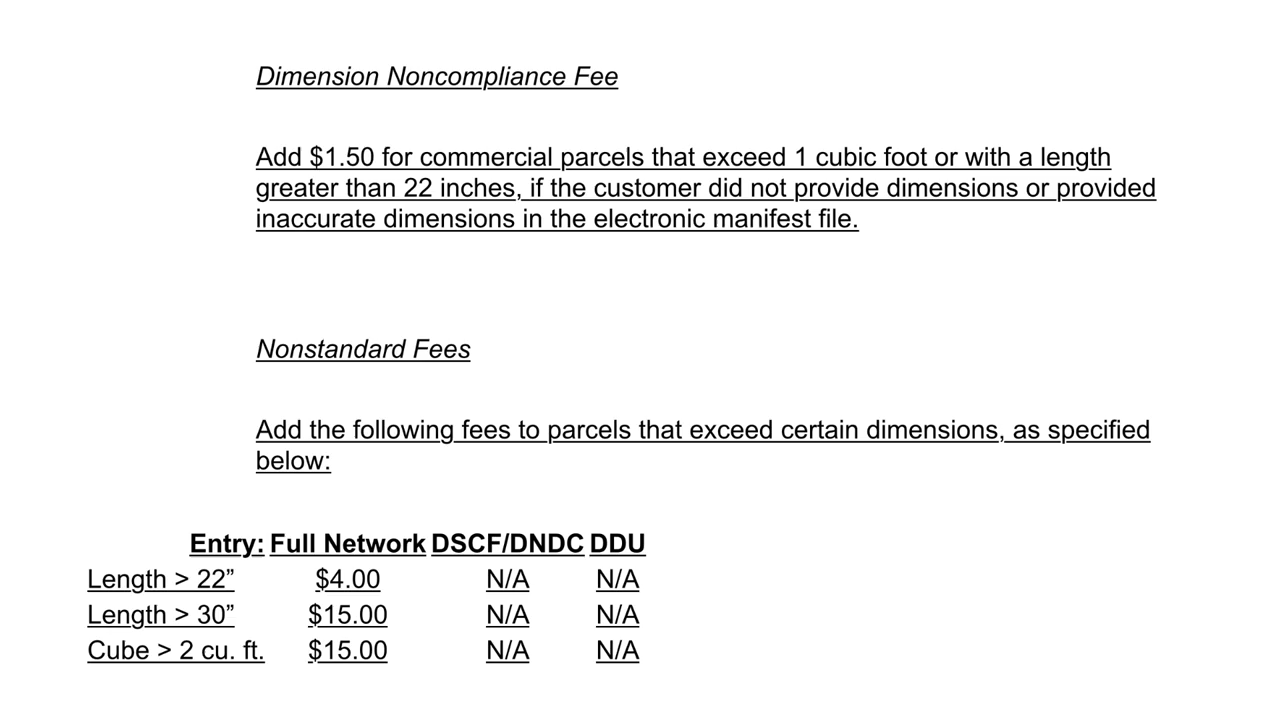 Dimension Noncompliance Fee
Add $1.50 for commercial parcels that exceed 1 cubic foot or with a length
greater than 22 inches, if the customer did not provide dimensions or provided
inaccurate dimensions in the electronic manifest file.
Nonstandard Fees
Add the following fees to parcels that exceed certain dimensions, as specified
below:
Entry: Full Network DSCF/DNDC DDU
Length > 22” $4.00 N/A N/A
Length > 30” $15.00 N/A N/A
Cube > 2 cu. ft. $15.00 N/A N/A